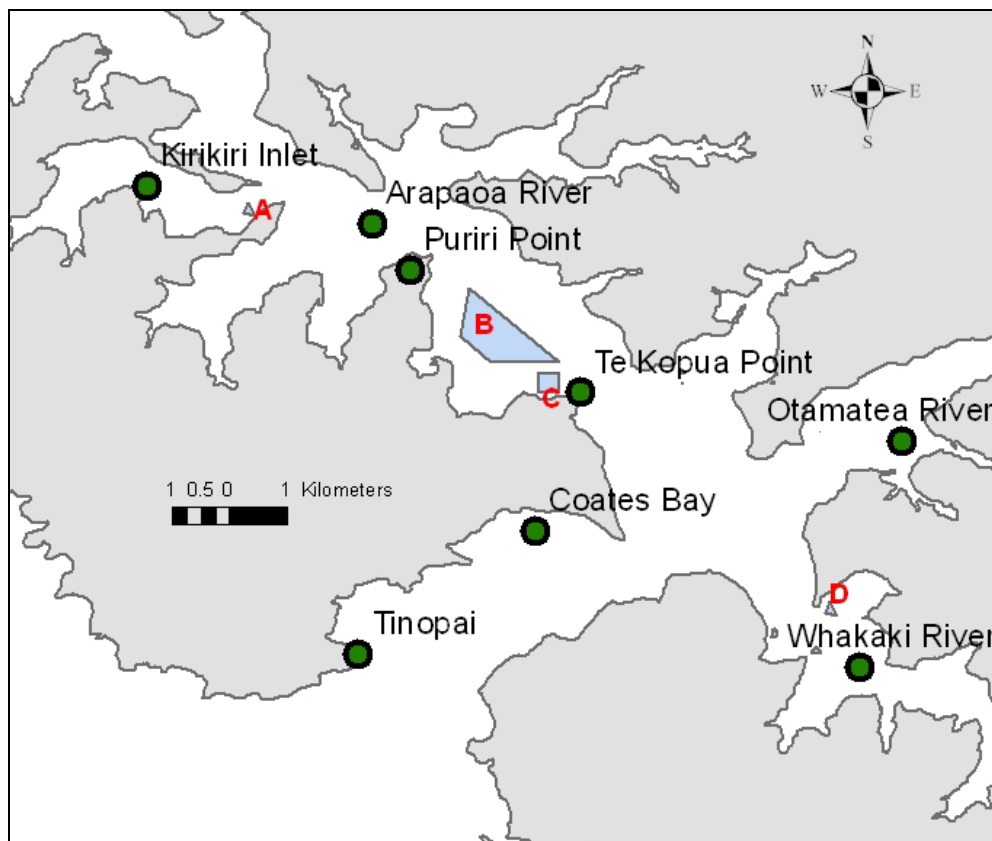 N
W E
S
Kirikiri Inlet
A
Arapaoa River
Puriri Point
B
Te Kopua Point
C
Otamatea River
1 0.5 0 1 Kilometers
Coates Bay
D
Tinopai
Whakaki River